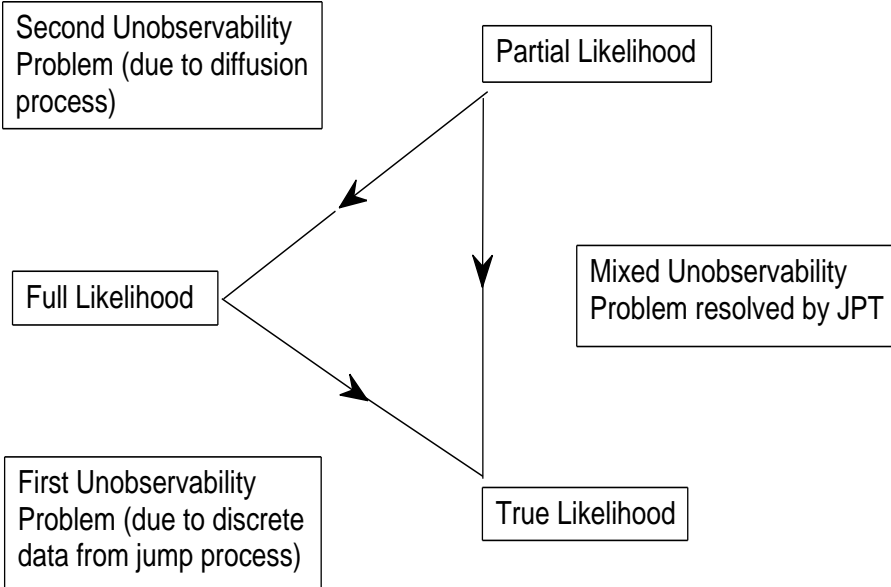 Second Unobservability
Problem (due to diffusion
process)
Partial Likelihood
Full Likelihood
Mixed Unobservability
Problem resolved by JPT
First Unobservability
Problem (due to discrete
data from jump process)
True Likelihood